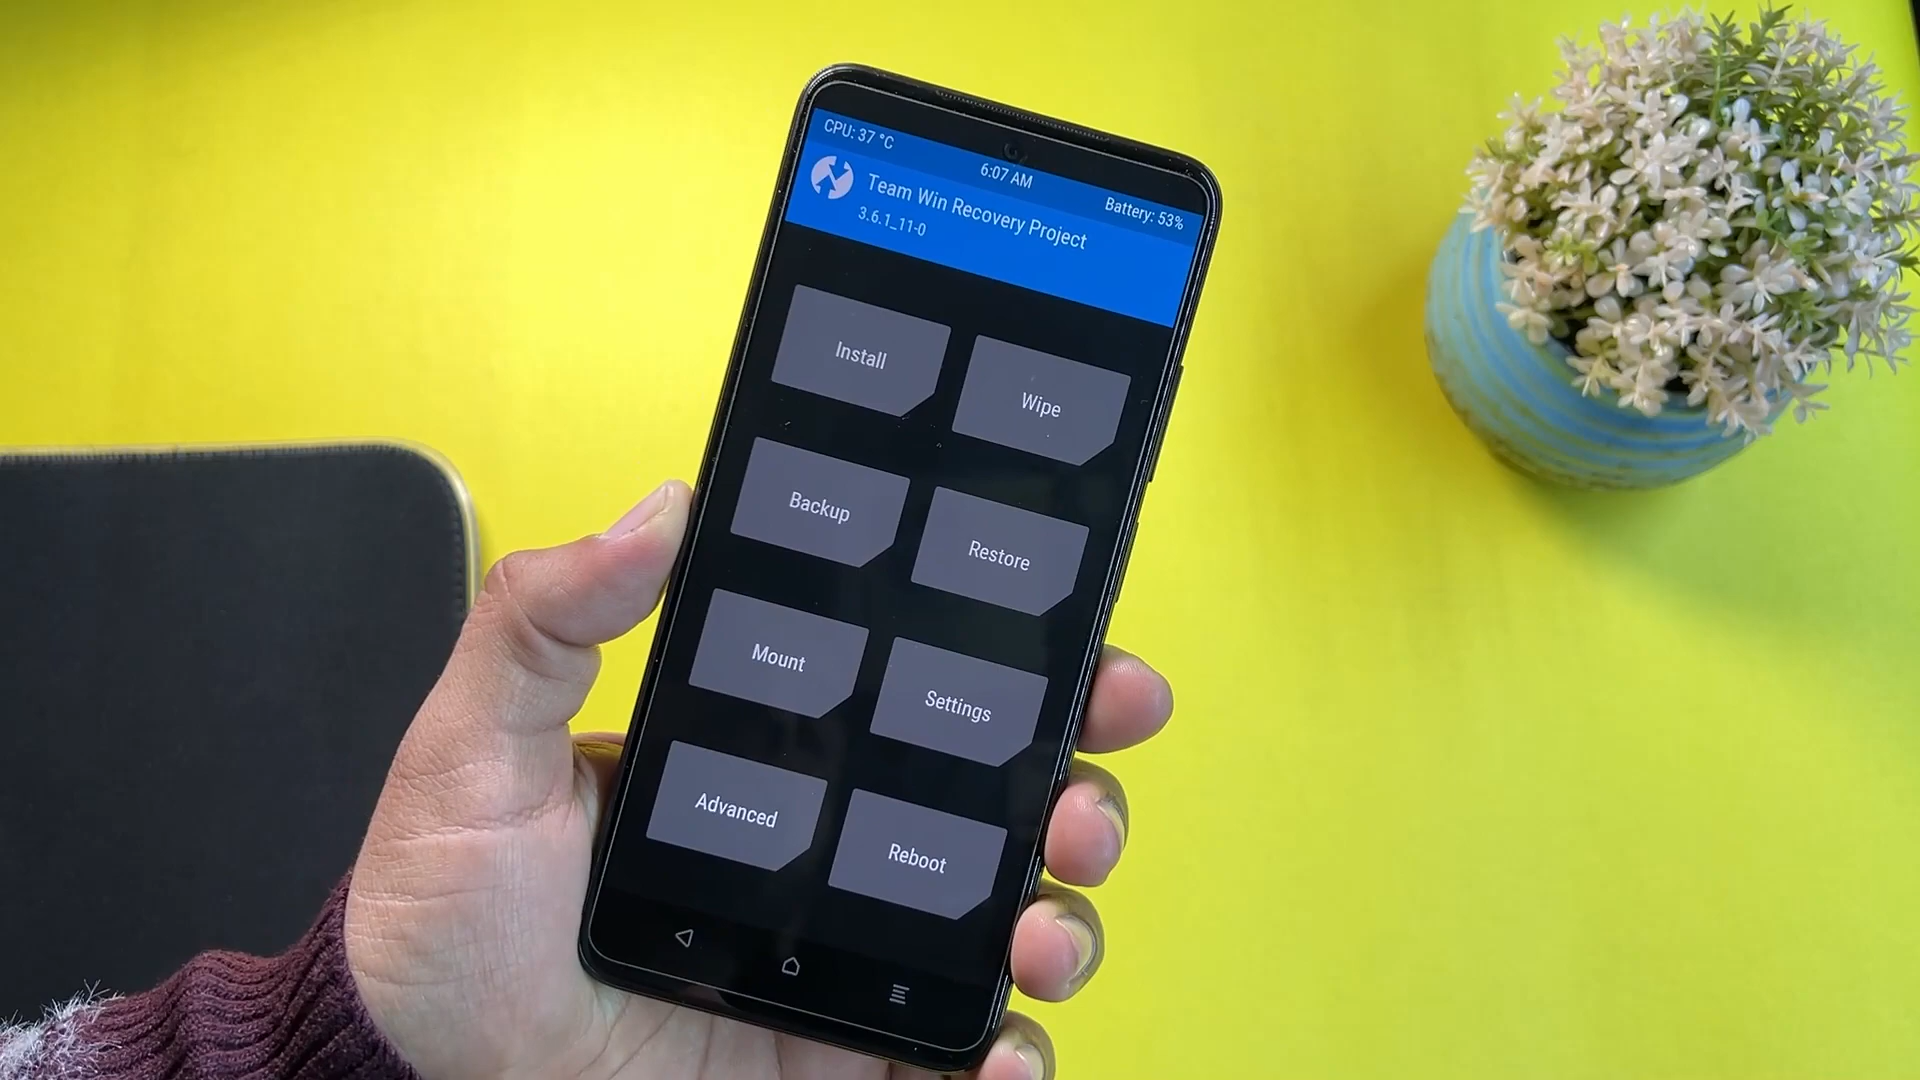 CPU: 37 °C
6:07 AM
Battery: 53%
Team Win Recovery Project
3.6.1_11-0
Install
Wipe
Backup
Restore
Mount
Settings
Advanced
Reboot